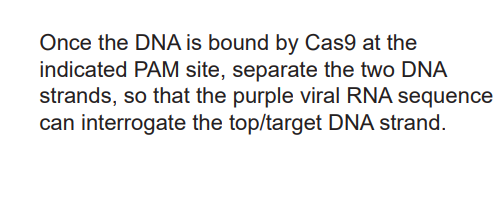 Once the DNA is bound by Cas9 at the
indicated PAM site, separate the two DNA
strands, so that the purple viral RNA sequence
can interrogate the top/target DNA strand.